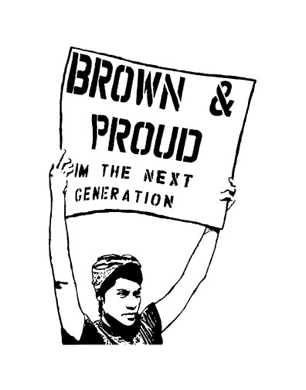 BROWN &
PROUD
IM THE NEXT
GENERATION